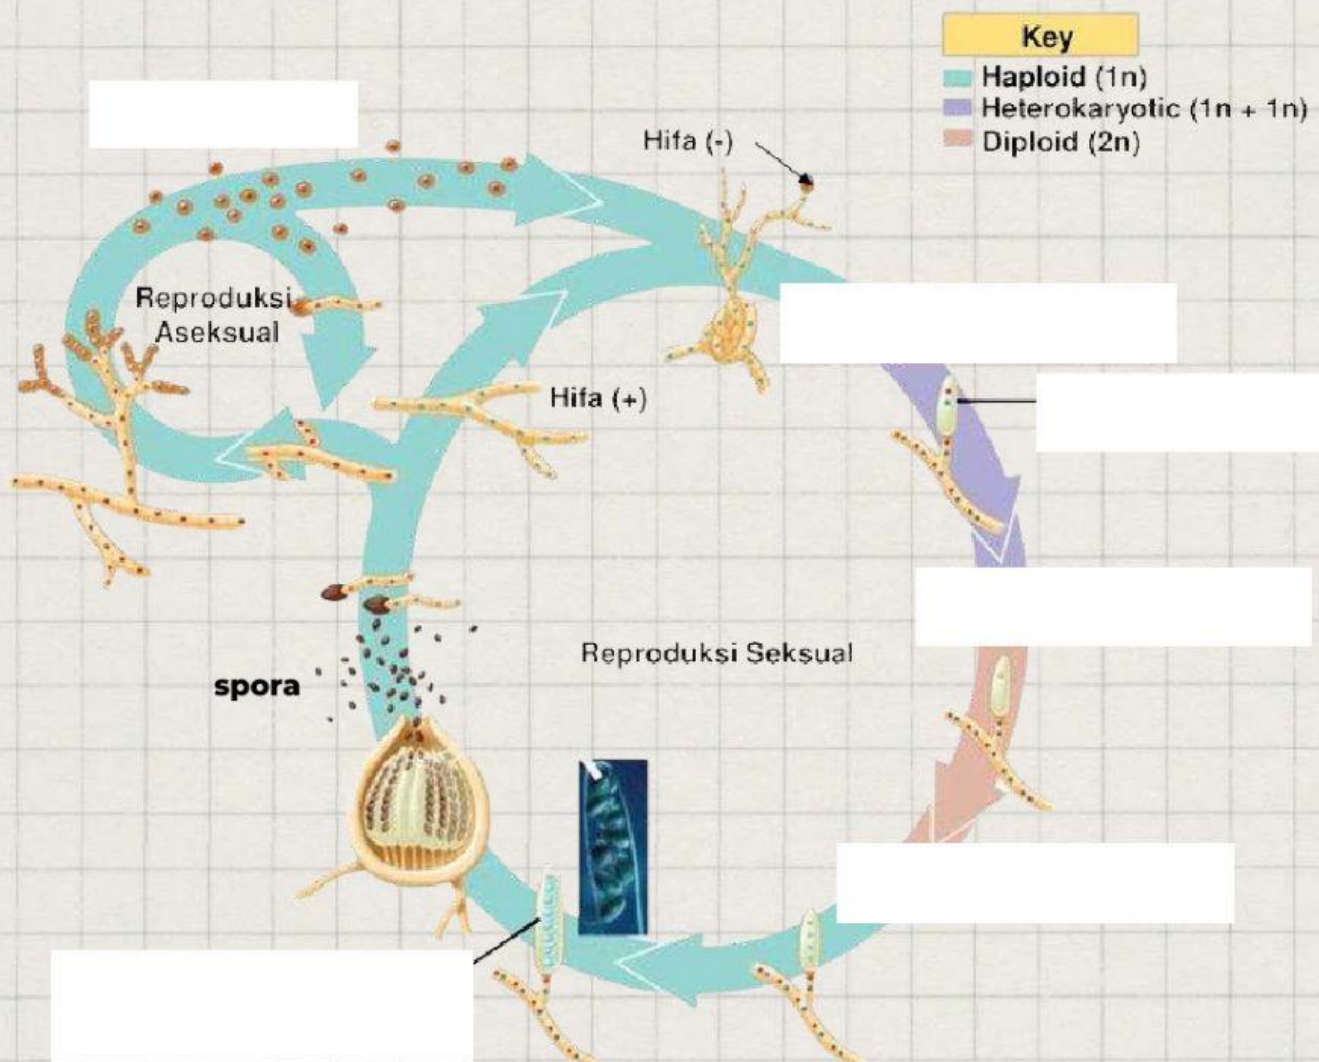 Key
Haploid (1n)
Heterokaryotic (1n + 1n)
Diploid (2n)
Hifa (-)
Reproduksi
Aseksual
Hifa (+)
Reproduksi Seksual
spora